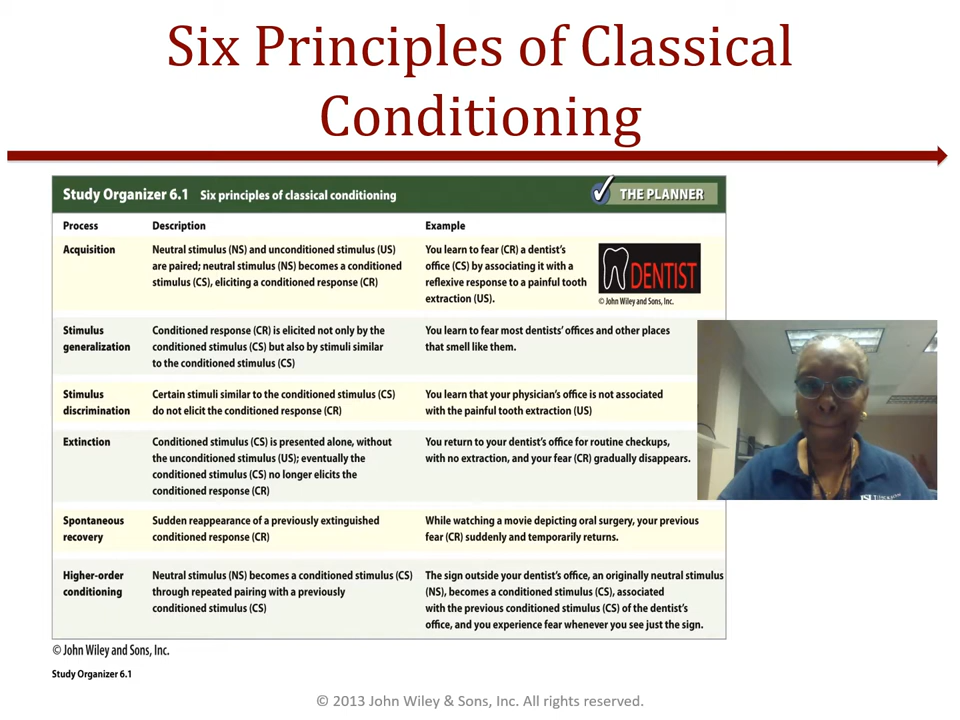 Six Principles of Classical
Conditioning
Study Organizer 6.1 Six principles of classical conditioning
THE PLANNER
Process Description Example
Acquisition
Neutral stimulus (NS) and unconditioned stimulus (US)
are paired; neutral stimulus (NS) becomes a conditioned
stimulus (CS), eliciting a conditioned response (CR)
You learn to fear (CR) a dentist's
office (CS) by associating it with a
reflexive response to a painful tooth
extraction (US).
DENTIST
© John Wiley and Sons, Inc.
Stimulus
generalization
Conditioned response (CR) is elicited not only by the
conditioned stimulus (CS) but also by stimuli similar
to the conditioned stimulus (CS)
You learn to fear most dentists' offices and other places
that smell like them.
Stimulus
discrimination
Certain stimuli similar to the conditioned stimulus (CS)
do not elicit the conditioned response (CR)
You learn that your physician's office is not associated
with the painful tooth extraction (US)
Extinction
Conditioned stimulus (CS) is presented alone, without
the unconditioned stimulus (US); eventually the
conditioned stimulus (CS) no longer elicits the
conditioned response (CR)
You return to your dentist's office for routine checkups,
with no extraction, and your fear (CR) gradually disappears.
Spontaneous
recovery
Sudden reappearance of a previously extinguished
conditioned response (CR)
While watching a movie depicting oral surgery, your previous
fear (CR) suddenly and temporarily returns.
Higher-order
conditioning
Neutral stimulus (NS) becomes a conditioned stimulus (CS)
through repeated pairing with a previously
conditioned stimulus (CS)
The sign outside your dentist's office, an originally neutral stimulus
(NS), becomes a conditioned stimulus (CS), associated
with the previous conditioned stimulus (CS) of the dentist's
office, and you experience fear whenever you see just the sign.
© John Wiley and Sons, Inc.
Study Organizer 6.1
© 2013 John Wiley & Sons, Inc. All rights reserved.